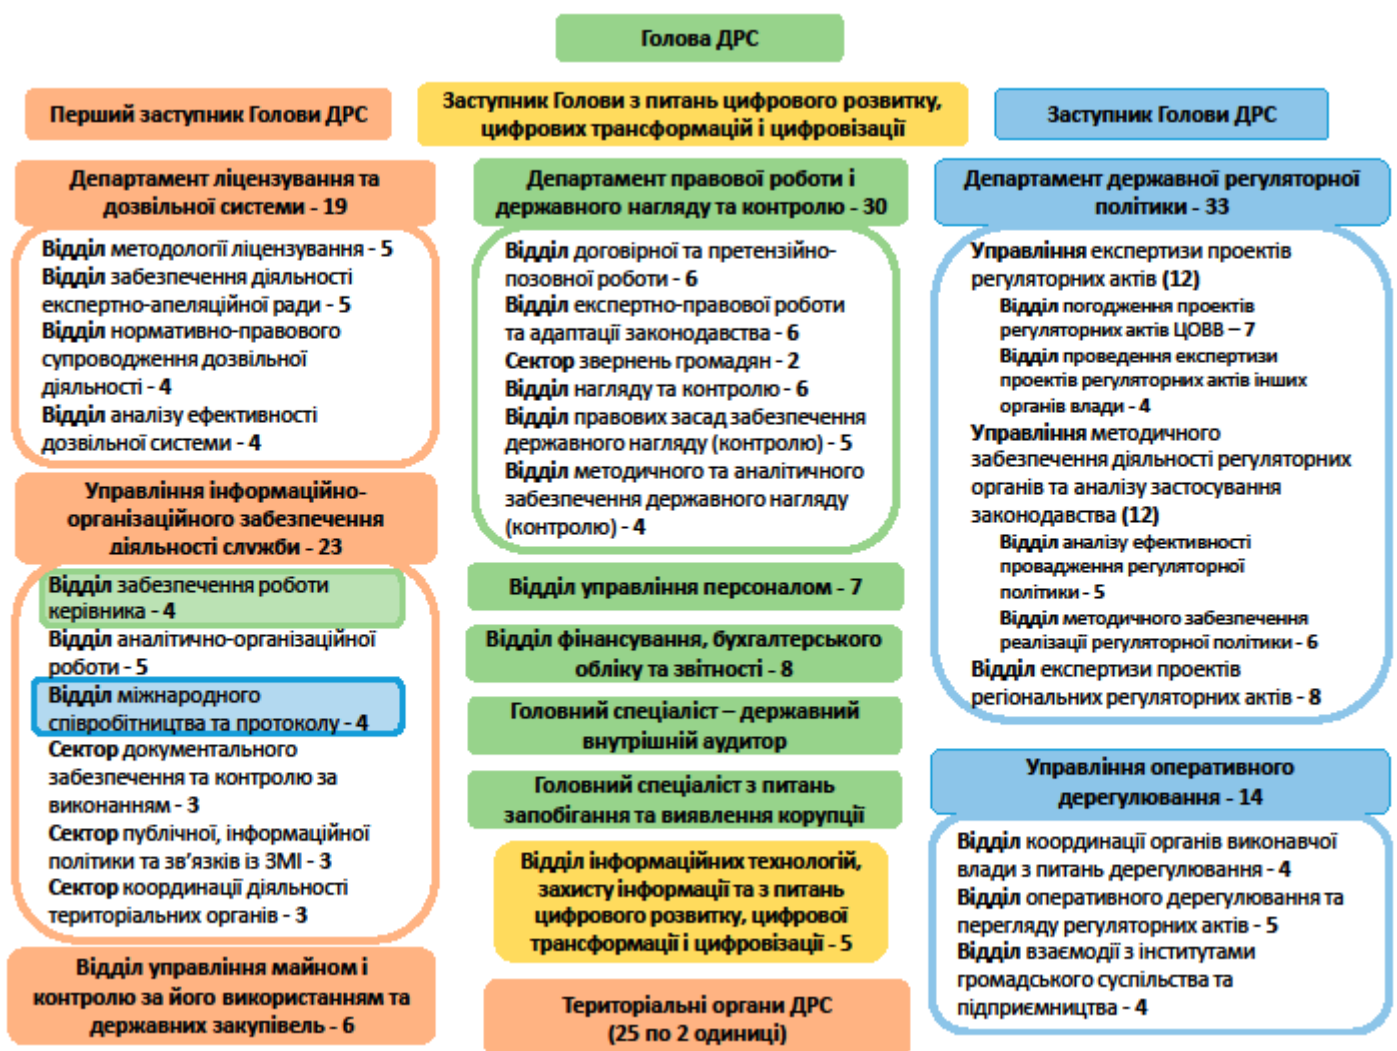 Голова ДРС
Перший заступник Голови ДРС
Заступник Голови з питань цифрового розвитку,
цифрових трансформацій і цифровізації
Заступник Голови ДРС
Департамент ліцензування та
дозвільної системи - 19
Відділ методології ліцензування - 5
Відділ забезпечення діяльності
експертно-апеляційної ради - 5
Відділ нормативно-правового
супроводження дозвільної
діяльності - 4
Відділ аналізу ефективності
дозвільної системи - 4
Управління інформаційно-
організаційного забезпечення
діяльності служби - 23
Відділ забезпечення роботи
керівника - 4
Відділ аналітично-організаційної
роботи - 5
Відділ міжнародного
співробітництва та протоколу - 4
Сектор документального
забезпечення та контролю за
виконанням - 3
Сектор публічної, інформаційної
політики та зв’язків із ЗМІ - 3
Сектор координації діяльності
територіальних органів - 3
Відділ управління майном і
контролю за його використанням та
державних закупівель - 6
Департамент правової роботи і
державного нагляду та контролю - 30
Відділ договірної та претензійно-
позовної роботи - 6
Відділ експертно-правової роботи
та адаптації законодавства - 6
Сектор звернень громадян - 2
Відділ нагляду та контролю - 6
Відділ правових засад забезпечення
державного нагляду (контролю) - 5
Відділ методичного та аналітичного
забезпечення державного нагляду
(контролю) - 4
Відділ управління персоналом - 7
Відділ фінансування, бухгалтерського
обліку та звітності - 8
Головний спеціаліст – державний
внутрішній аудитор
Головний спеціаліст з питань
запобігання та виявлення корупції
Відділ інформаційних технологій,
захисту інформації та з питань
цифрового розвитку, цифрової
трансформації і цифровізації - 5
Територіальні органи ДРС
(25 по 2 одиниці)
Департамент державної регуляторної
політики - 33
Управління експертизи проектів
регуляторних актів (12)
Відділ погодження проектів
регуляторних актів ЦОВВ – 7
Відділ проведення експертизи
проектів регуляторних актів інших
органів влади - 4
Управління методичного
забезпечення діяльності регуляторних
органів та аналізу застосування
законодавства (12)
Відділ аналізу ефективності
провадження регуляторної
політики - 5
Відділ методичного забезпечення
реалізації регуляторної політики - 6
Відділ експертизи проектів
регіональних регуляторних актів - 8
Управління оперативного
дерегулювання - 14
Відділ координації органів виконавчої
влади з питань дерегулювання - 4
Відділ оперативного дерегулювання та
перегляду регуляторних актів - 5
Відділ взаємодії з інститутами
громадського суспільства та
підприємництва - 4